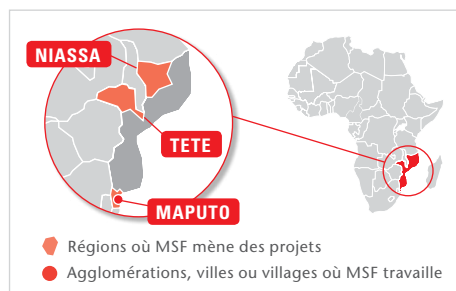 NIASSA
TETE
MAPUTO
Régions où MSF mène des projets
Agglomérations, villes ou villages où MSF travaille